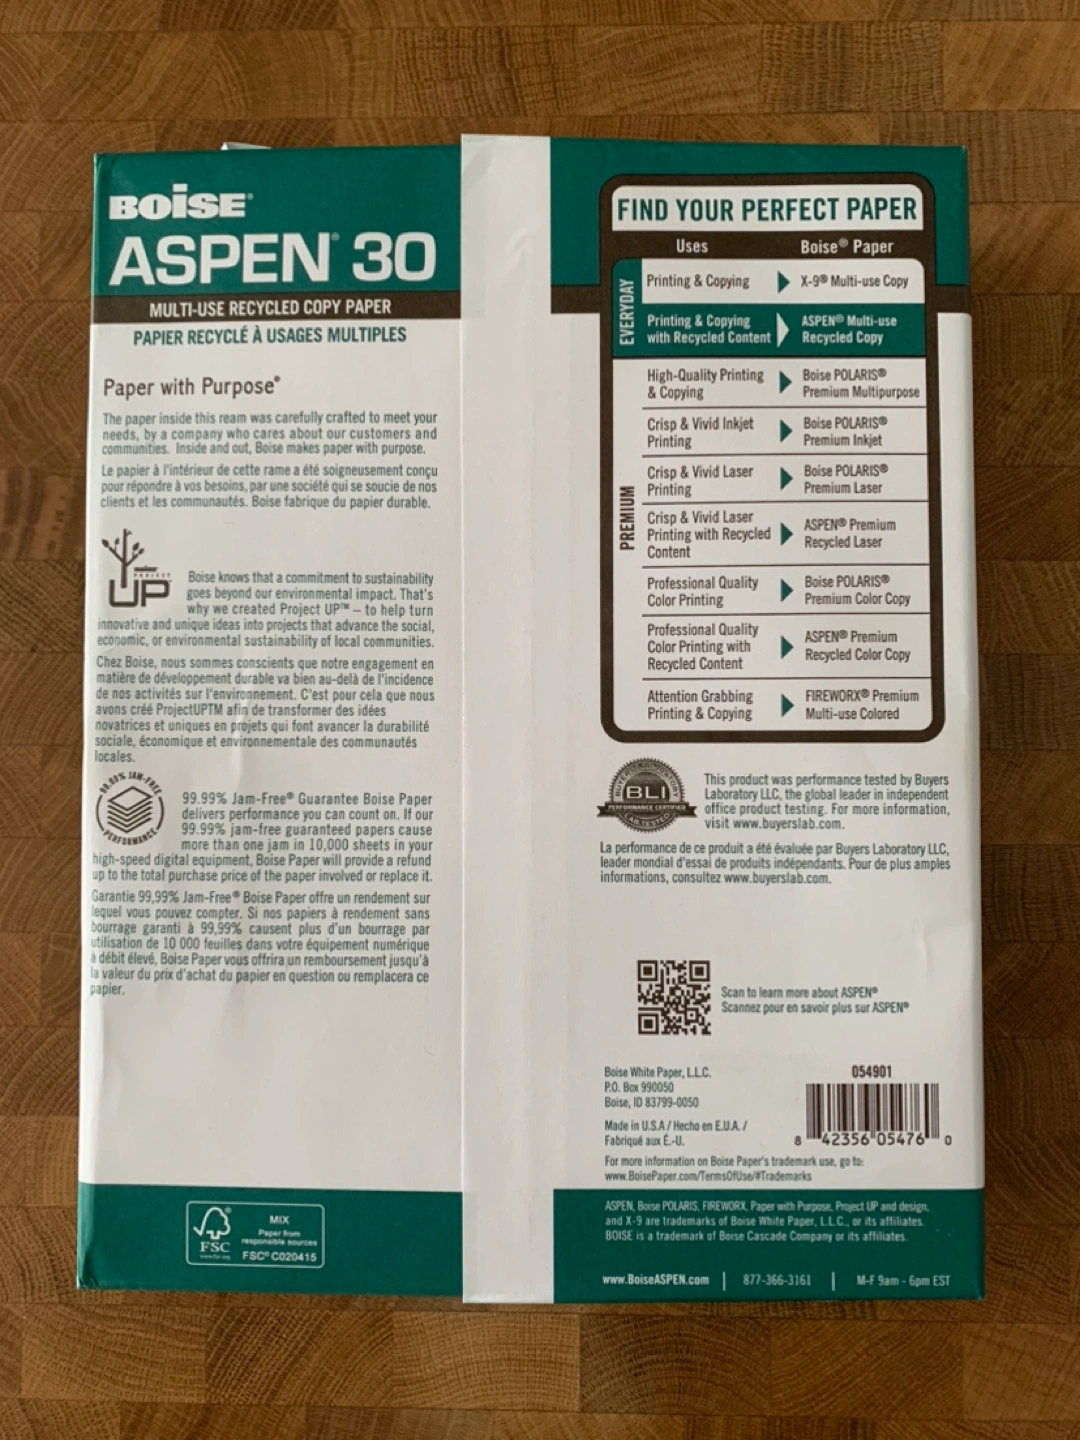 BOISE®
ASPEN® 30
MULTI-USE RECYCLED COPY PAPER
PAPIER RECYCLÉ À USAGES MULTIPLES
Paper with Purpose®
The paper inside this ream was carefully crafted to meet your
needs, by a company who cares about our customers and
communities. Inside and out, Boise makes paper with purpose.
Le papier à l'intérieur de cette rame a été soigneusement conçu
pour répondre à vos besoins, par une société qui se soucie de nos
clients et les communautés. Boise fabrique du papier durable.
PROJECT
UP
Boise knows that a commitment to sustainability
goes beyond our environmental impact. That's
why we created Project UP™ – to help turn
innovative and unique ideas into projects that advance the social,
economic, or environmental sustainability of local communities.
Chez Boise, nous sommes conscients que notre engagement en
matière de développement durable va bien au-delà de l'incidence
de nos activités sur l'environnement. C'est pour cela que nous
avons créé ProjectUPTM afin de transformer des idées
novatrices et uniques en projets qui font avancer la durabilité
sociale, économique et environnementale des communautés
locales.
99.99% JAM-FREE
PERFORMANCE
99.99% Jam-Free® Guarantee Boise Paper
delivers performance you can count on. If our
99.99% jam-free guaranteed papers cause
more than one jam in 10,000 sheets in your
high-speed digital equipment, Boise Paper will provide a refund
up to the total purchase price of the paper involved or replace it.
Garantie 99,99% Jam-Free® Boise Paper offre un rendement sur
lequel vous pouvez compter. Si nos papiers à rendement sans
bourrage garanti à 99,99% causent plus d'un bourrage par
utilisation de 10 000 feuilles dans votre équipement numérique
à débit élevé, Boise Paper vous offrira un remboursement jusqu'à
la valeur du prix d'achat du papier en question ou remplacera ce
papier.
FSC®
www.fsc.org
MIX
Paper from
responsible sources
FSC® C020415
FIND YOUR PERFECT PAPER
Uses Boise® Paper
EVERYDAY
Printing & Copying X-9® Multi-use Copy
Printing & Copying ASPEN® Multi-use
with Recycled Content Recycled Copy
PREMIUM
High-Quality Printing Boise POLARIS®
& Copying Premium Multipurpose
Crisp & Vivid Inkjet Boise POLARIS®
Printing Premium Inkjet
Crisp & Vivid Laser Boise POLARIS®
Printing Premium Laser
Crisp & Vivid Laser
Printing with Recycled
Content
ASPEN® Premium
Recycled Laser
Professional Quality Boise POLARIS®
Color Printing Premium Color Copy
Professional Quality
Color Printing with
Recycled Content
ASPEN® Premium
Recycled Color Copy
Attention Grabbing FIREWORX® Premium
Printing & Copying Multi-use Colored
BUYERS LABORATORY
BLI
PERFORMANCE CERTIFIED
LAB TESTED
This product was performance tested by Buyers
Laboratory LLC, the global leader in independent
office product testing. For more information,
visit www.buyerslab.com.
La performance de ce produit a été évaluée par Buyers Laboratory LLC,
leader mondial d'essai de produits indépendants. Pour de plus amples
informations, consultez www.buyerslab.com.
Scan to learn more about ASPEN®
Scannez pour en savoir plus sur ASPEN®
Boise White Paper, L.L.C.
P.O. Box 990050
Boise, ID 83799-0050
Made in U.S.A / Hecho en E.U.A. /
Fabriqué aux É.-U.
054901
8 42356 05476 0
For more information on Boise Paper's trademark use, go to:
www.BoisePaper.com/TermsOfUse/#Trademarks
ASPEN, Boise POLARIS, FIREWORX, Paper with Purpose, Project UP and design,
and X-9 are trademarks of Boise White Paper, L.L.C., or its affiliates.
BOISE is a trademark of Boise Cascade Company or its affiliates.
www.BoiseASPEN.com | 877-366-3161 | M-F 9am - 6pm EST